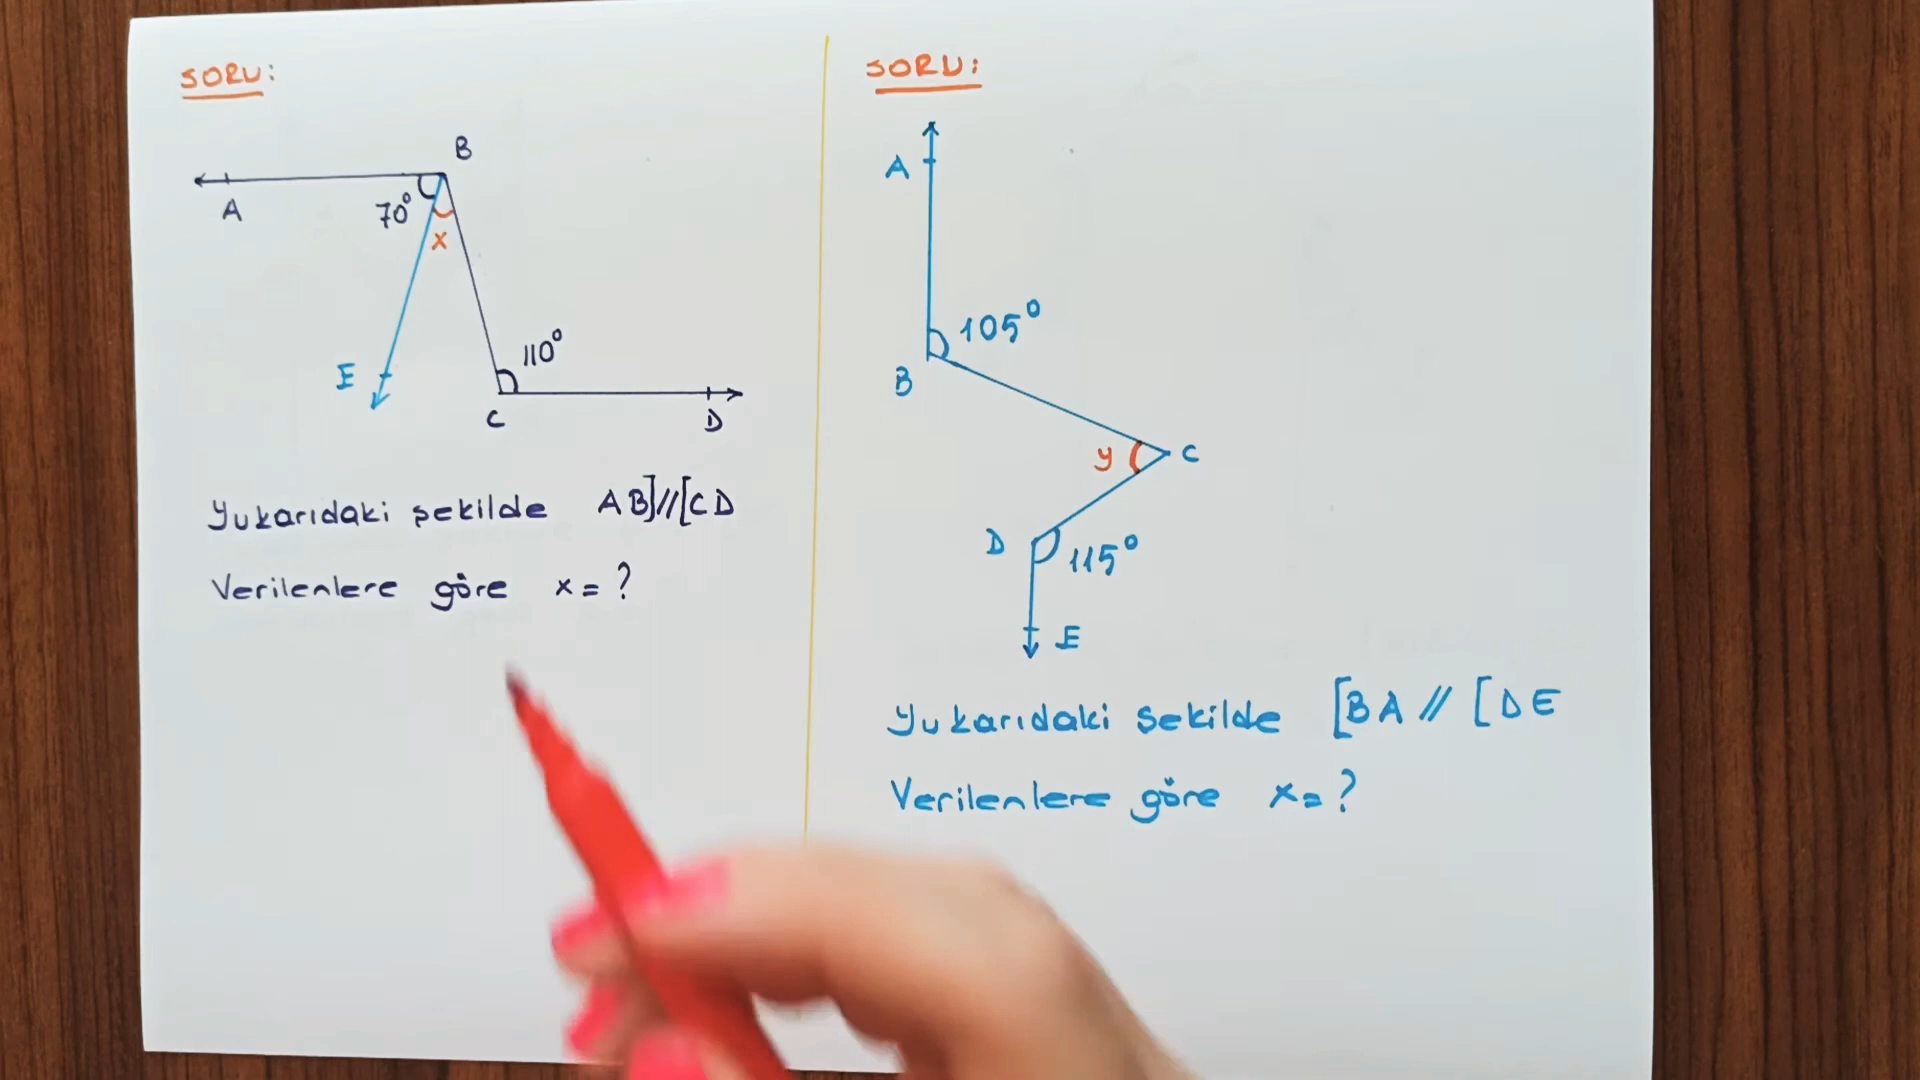 SORU:
B
A
70°
x
E
110°
C
D
Yukarıdaki şekilde AB]//[CD
Verilenlere göre x=?
SORU:
A
105°
B
y
C
D
115°
E
Yukarıdaki şekilde [BA // [DE
Verilenlere göre x=?